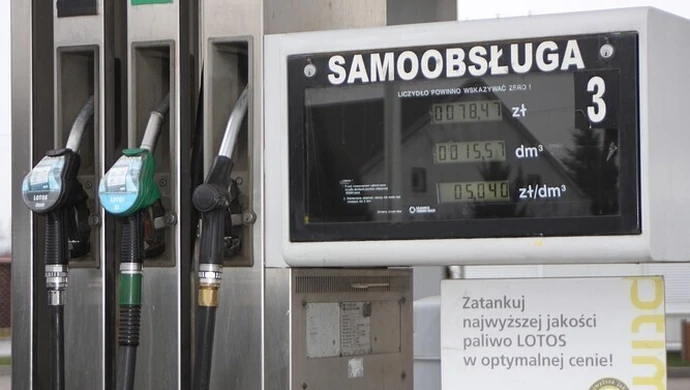 SAMOOBSŁUGA
LICZYDŁO POWINNO WSKAZYWAĆ ZERO !
3
0078,47 zł
0015,57 dm³
05,040 zł/dm³
LOTOS
LOTOS
Zatankuj
najwyższej jakości
paliwo LOTOS
w optymalnej cenie!